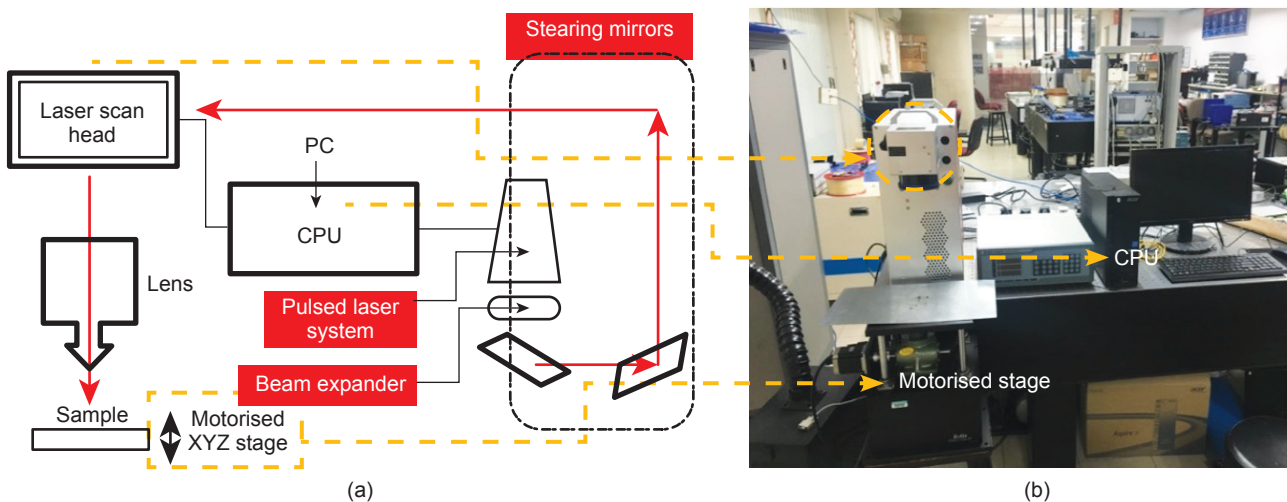 Stearing mirrors
Laser scan
head
PC
CPU
Lens
Pulsed laser
system
Beam expander
Sample
Motorised
XYZ stage
(a)
CPU
Motorised stage
(b)